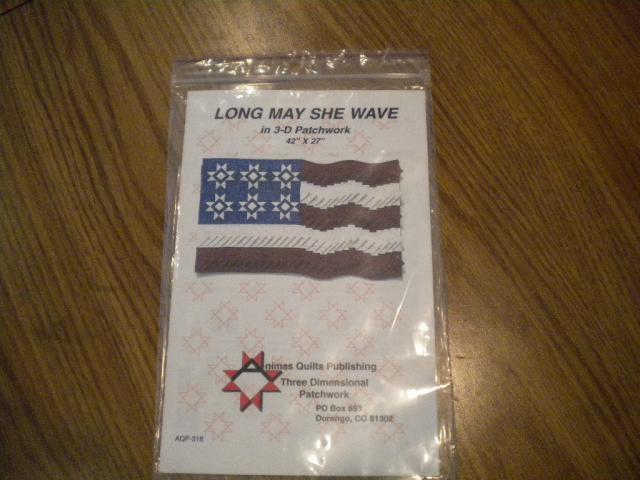 LONG MAY SHE WAVE
in 3-D Patchwork
42" X 27"
Animas Quilts Publishing
Three Dimensional
Patchwork
PO Box 693
Durango, CO 81302
AQP-318